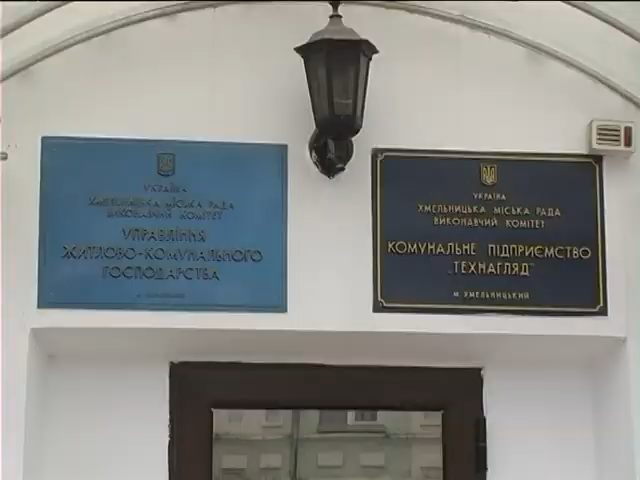 УКРАЇНА
ХМЕЛЬНИЦЬКА МІСЬКА РАДА
ВИКОНАВЧИЙ КОМІТЕТ
УПРАВЛІННЯ
ЖИТЛОВО-КОМУНАЛЬНОГО
ГОСПОДАРСТВА
УКРАЇНА
ХМЕЛЬНИЦЬКА МІСЬКА РАДА
ВИКОНАВЧИЙ КОМІТЕТ
КОМУНАЛЬНЕ ПІДПРИЄМСТВО
"ТЕХНАГЛЯД"
м. ХМЕЛЬНИЦЬКИЙ